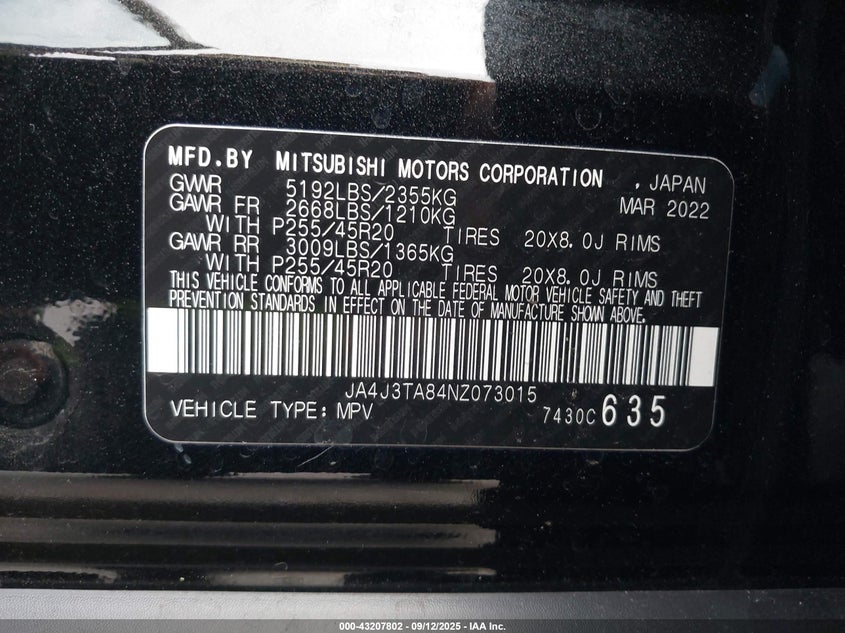 MFD.BY MITSUBISHI MOTORS CORPORATION , JAPAN
GWWR 5192LBS/2355KG MAR 2022
GAWR FR 2668LBS/1210KG
WITH P255/45R20 TIRES 20X8.0J RIMS
GAWR RR 3009LBS/1365KG
WITH P255/45R20 TIRES 20X8.0J RIMS
THIS VEHICLE CONFORMS TO ALL APPLICABLE FEDERAL MOTOR VEHICLE SAFETY AND THEFT
PREVENTION STANDARDS IN EFFECT ON THE DATE OF MANUFACTURE SHOWN ABOVE.
JA4J3TA84NZ073015
VEHICLE TYPE: MPV 7430C 635
000-43207802 - 09/12/2025 - IAA Inc.